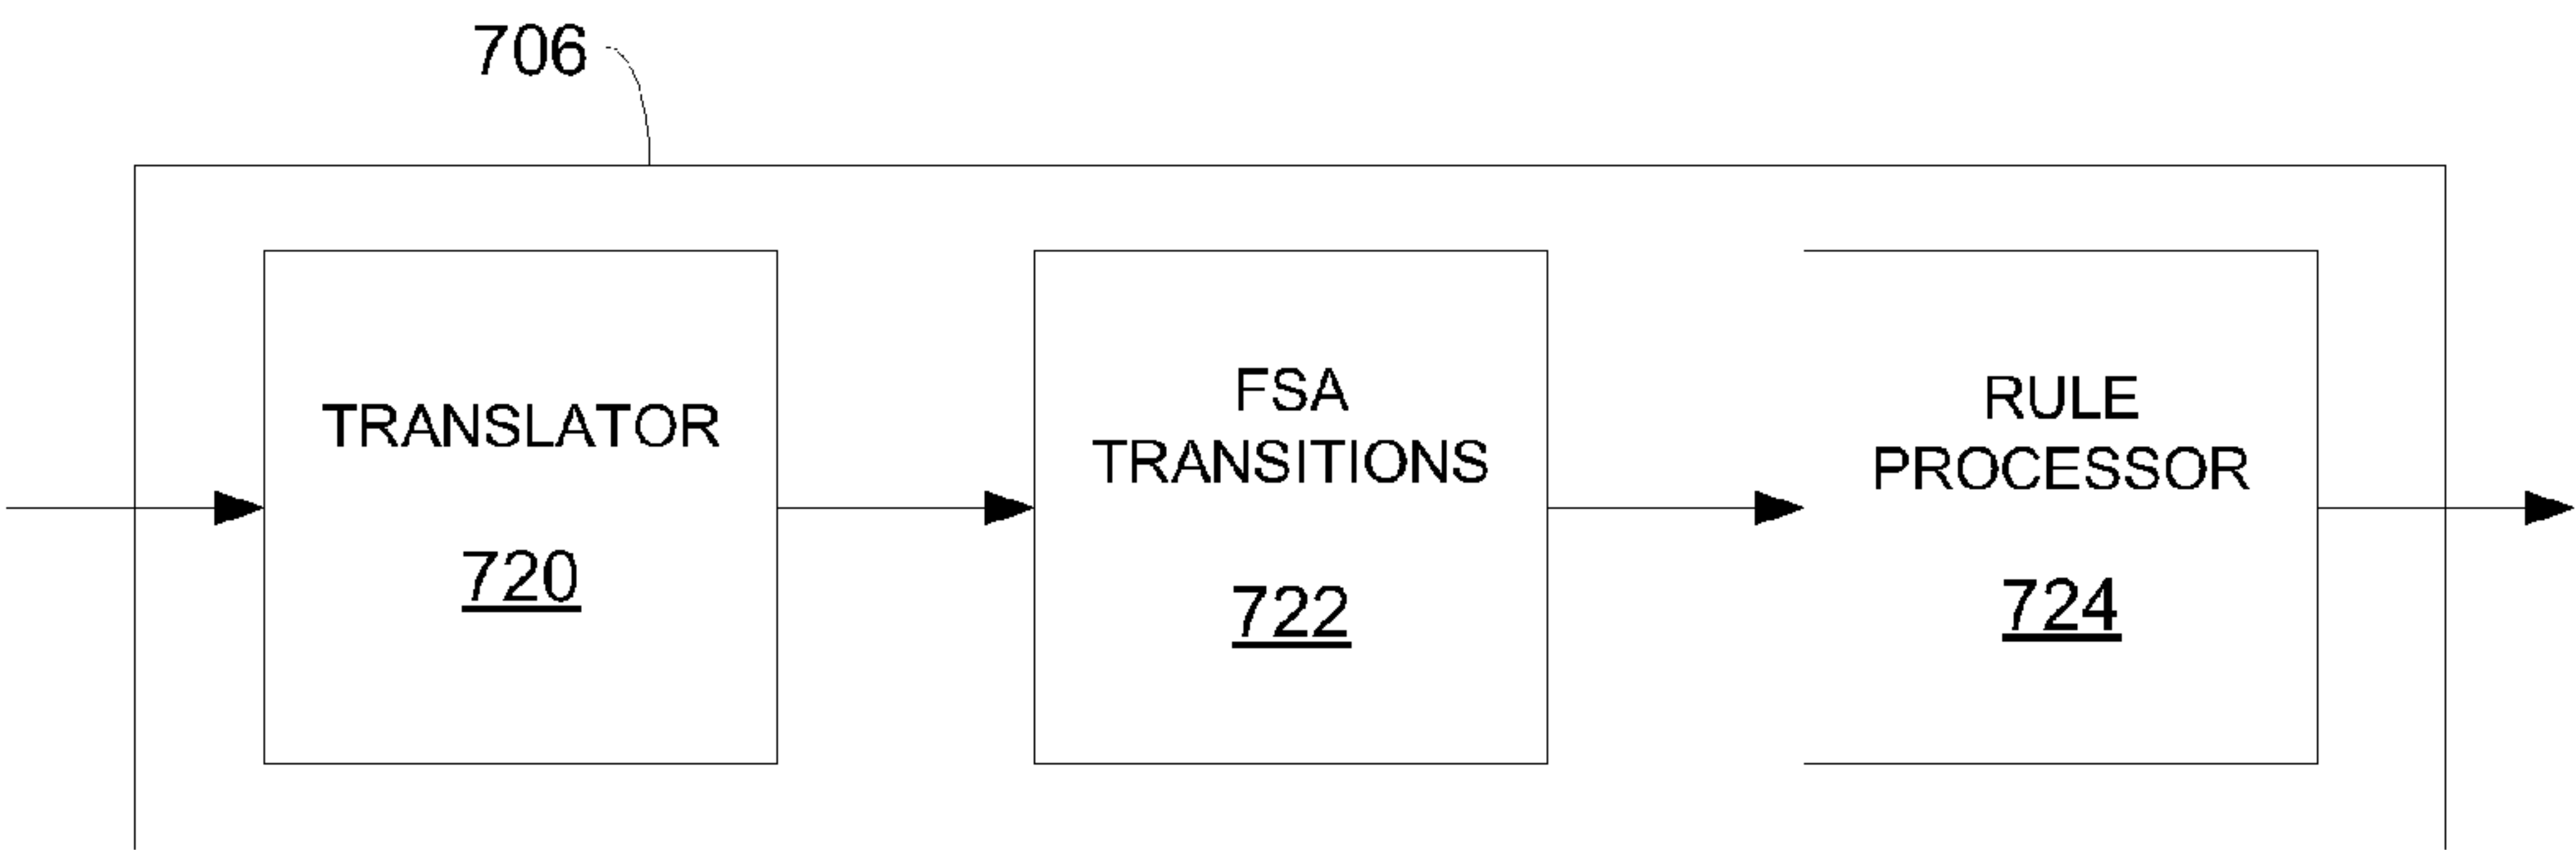 706
TRANSLATOR
720
FSA
TRANSITIONS
722
RULE
PROCESSOR
724